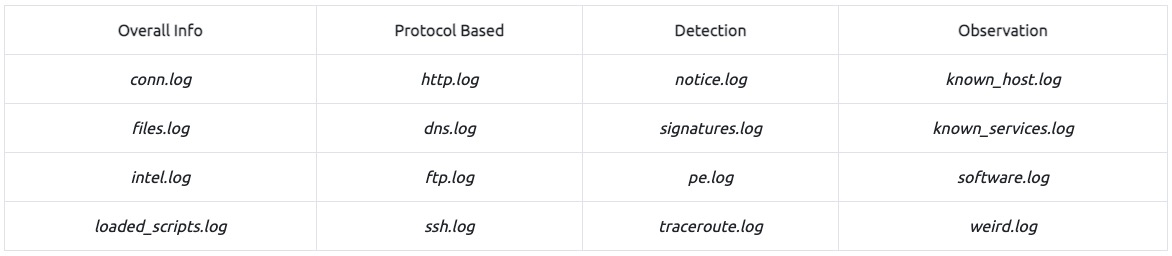 Overall Info Protocol Based Detection Observation
conn.log http.log notice.log known_host.log
files.log dns.log signatures.log known_services.log
intel.log ftp.log pe.log software.log
loaded_scripts.log ssh.log traceroute.log weird.log